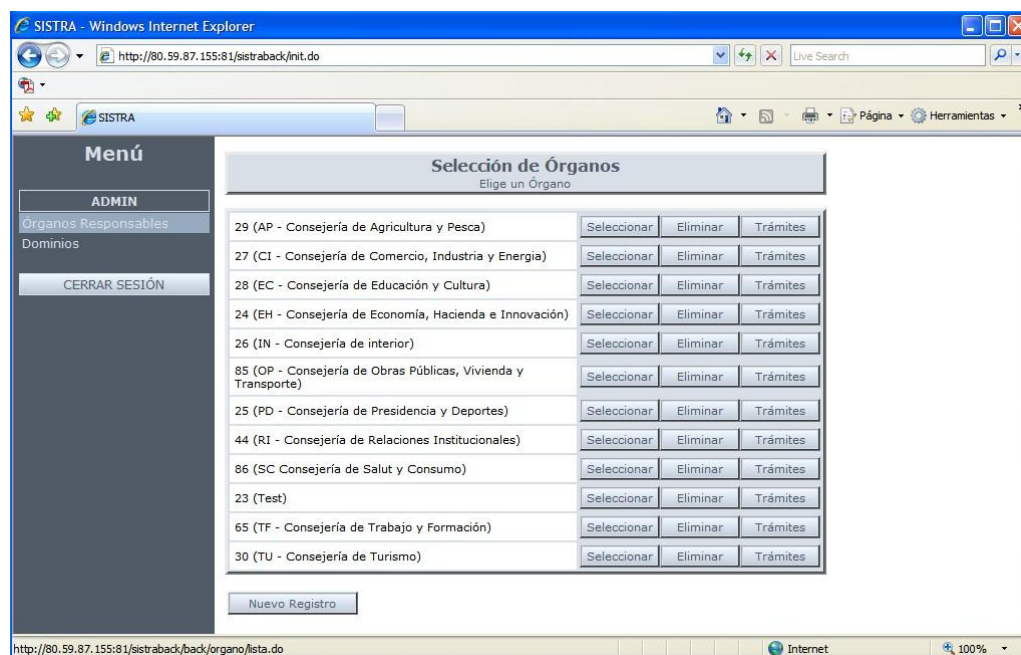 SISTRA - Windows Internet Explorer
http://80.59.87.155:81/sistraback/init.do
Live Search
SISTRA
Página
Herramientas
Menú
ADMIN
Órganos Responsables
Dominios
CERRAR SESIÓN
Selección de Órganos
Elige un Órgano
29 (AP - Consejería de Agricultura y Pesca) Seleccionar Eliminar Trámites
27 (CI - Consejería de Comercio, Industria y Energia) Seleccionar Eliminar Trámites
28 (EC - Consejería de Educación y Cultura) Seleccionar Eliminar Trámites
24 (EH - Consejería de Economía, Hacienda e Innovación) Seleccionar Eliminar Trámites
26 (IN - Consejería de interior) Seleccionar Eliminar Trámites
85 (OP - Consejería de Obras Públicas, Vivienda y
Transporte) Seleccionar Eliminar Trámites
25 (PD - Consejería de Presidencia y Deportes) Seleccionar Eliminar Trámites
44 (RI - Consejería de Relaciones Institucionales) Seleccionar Eliminar Trámites
86 (SC Consejería de Salut y Consumo) Seleccionar Eliminar Trámites
23 (Test) Seleccionar Eliminar Trámites
65 (TF - Consejería de Trabajo y Formación) Seleccionar Eliminar Trámites
30 (TU - Consejería de Turismo) Seleccionar Eliminar Trámites
Nuevo Registro
http://80.59.87.155:81/sistraback/back/organo/lista.do
Internet
100%